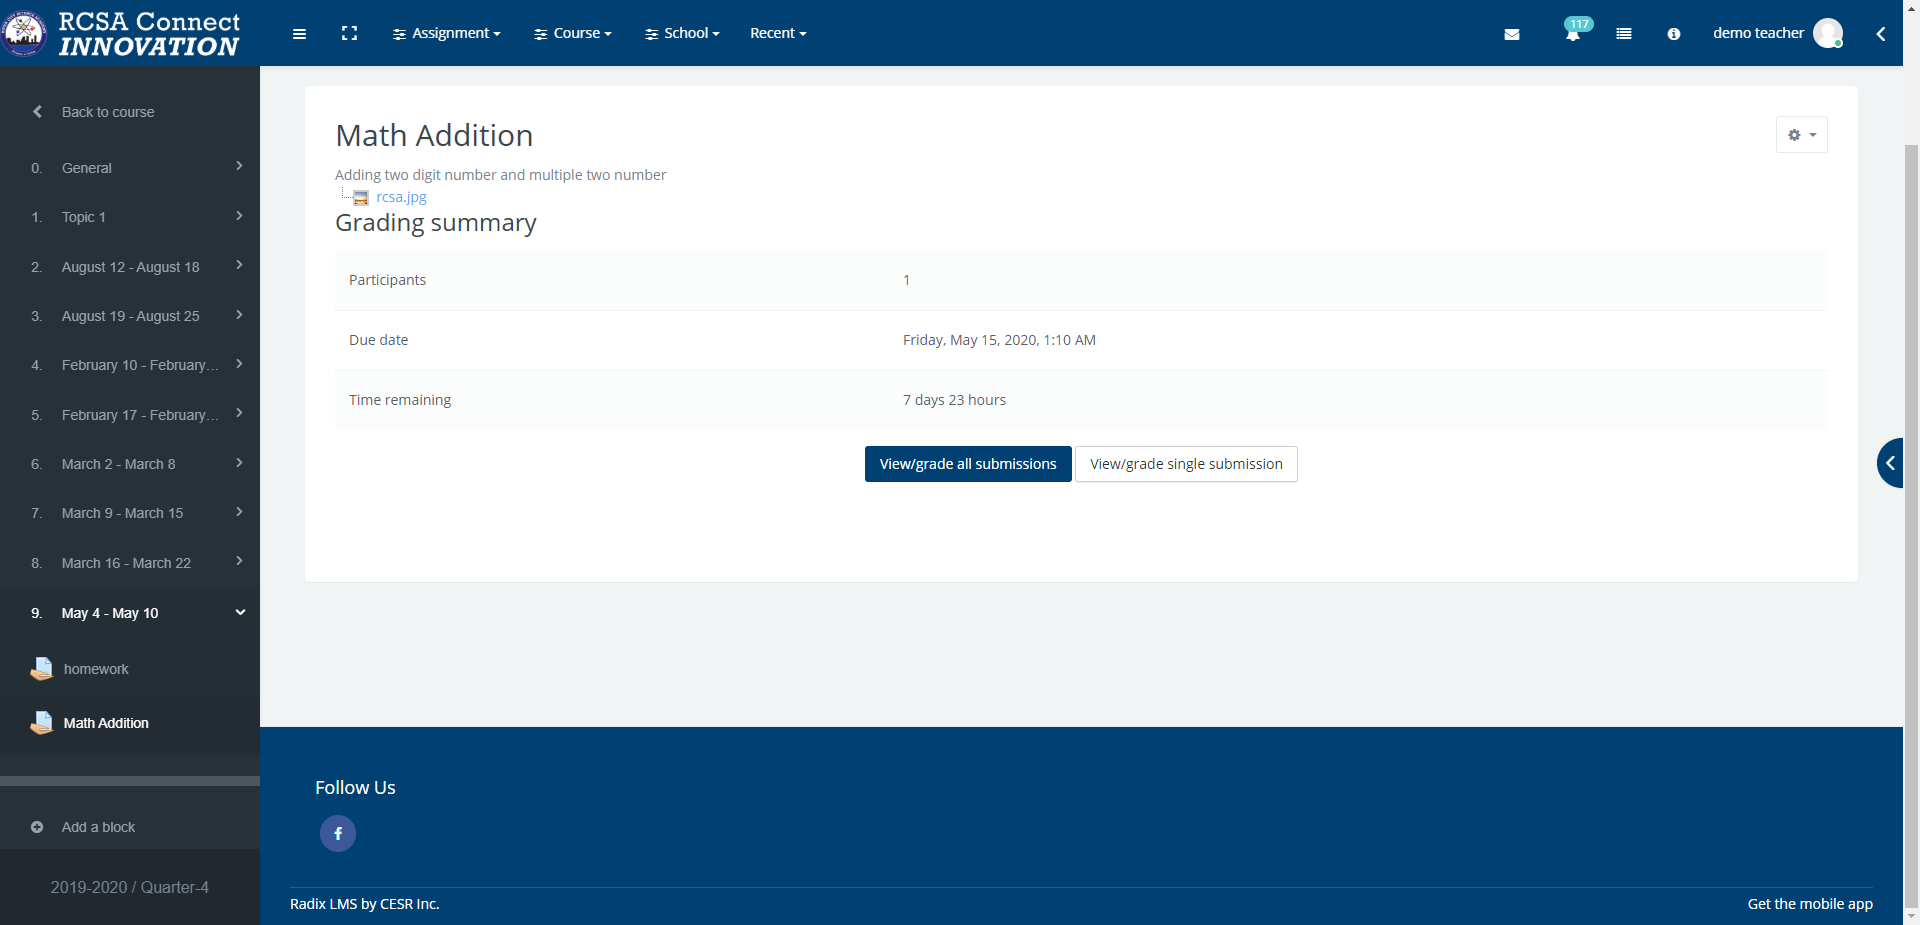 RCSA Connect
INNOVATION
Assignment
Course
School
Recent
117
demo teacher
Back to course
0. General
1. Topic 1
2. August 12 - August 18
3. August 19 - August 25
4. February 10 - February...
5. February 17 - February...
6. March 2 - March 8
7. March 9 - March 15
8. March 16 - March 22
9. May 4 - May 10
homework
Math Addition
Add a block
2019-2020 / Quarter-4
Math Addition
Adding two digit number and multiple two number
rcsa.jpg
Grading summary
Participants 1
Due date Friday, May 15, 2020, 1:10 AM
Time remaining 7 days 23 hours
View/grade all submissions View/grade single submission
Follow Us
Radix LMS by CESR Inc.
Get the mobile app